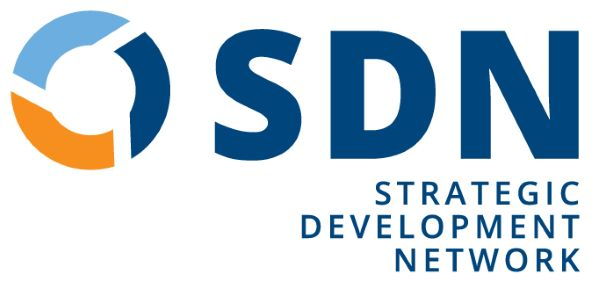 SDN
STRATEGIC
DEVELOPMENT
NETWORK